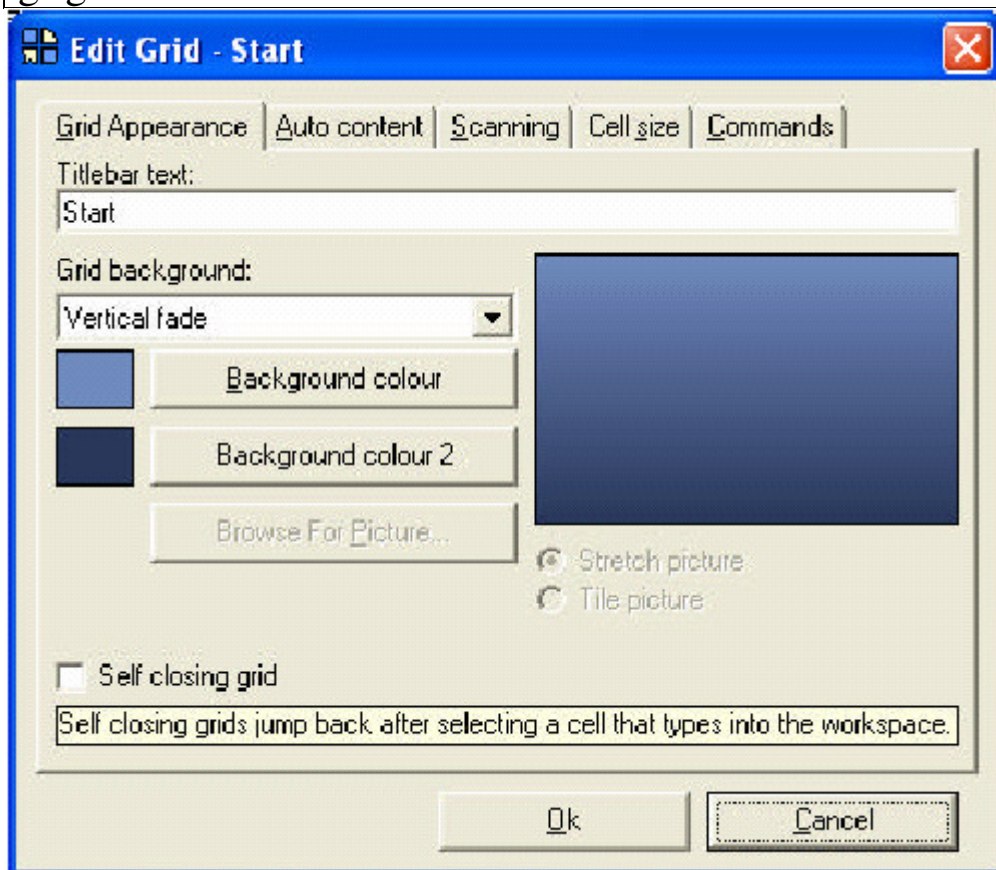 Edit Grid - Start
Grid Appearance Auto content Scanning Cell size Commands
Titlebar text:
Start
Grid background:
Vertical fade
Background colour
Background colour 2
Browse For Picture...
Stretch picture
Tile picture
Self closing grid
Self closing grids jump back after selecting a cell that types into the workspace.
Ok Cancel